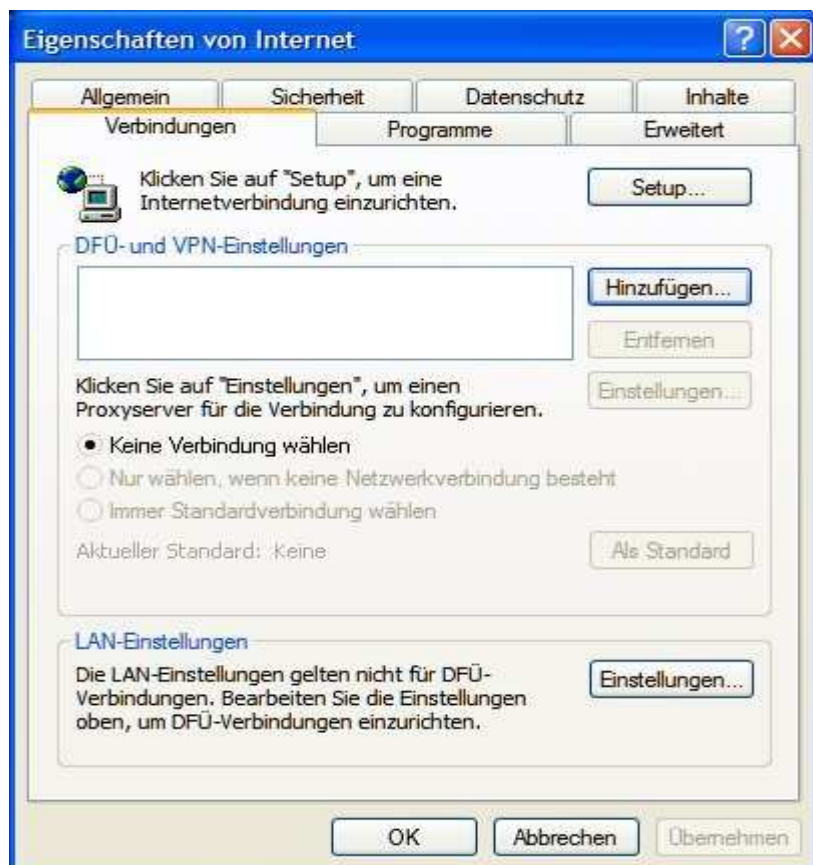 Eigenschaften von Internet
Allgemein Sicherheit Datenschutz Inhalte
Verbindungen Programme Erweitert
Klicken Sie auf "Setup", um eine
Internetverbindung einzurichten.
Setup...
DFÜ- und VPN-Einstellungen
Hinzufügen...
Entfernen
Klicken Sie auf "Einstellungen", um einen
Proxyserver für die Verbindung zu konfigurieren.
Einstellungen...
Keine Verbindung wählen
Nur wählen, wenn keine Netzwerkverbindung besteht
Immer Standardverbindung wählen
Aktueller Standard: Keine
Als Standard
LAN-Einstellungen
Die LAN-Einstellungen gelten nicht für DFÜ-
Verbindungen. Bearbeiten Sie die Einstellungen
oben, um DFÜ-Verbindungen einzurichten.
Einstellungen...
OK Abbrechen Übernehmen